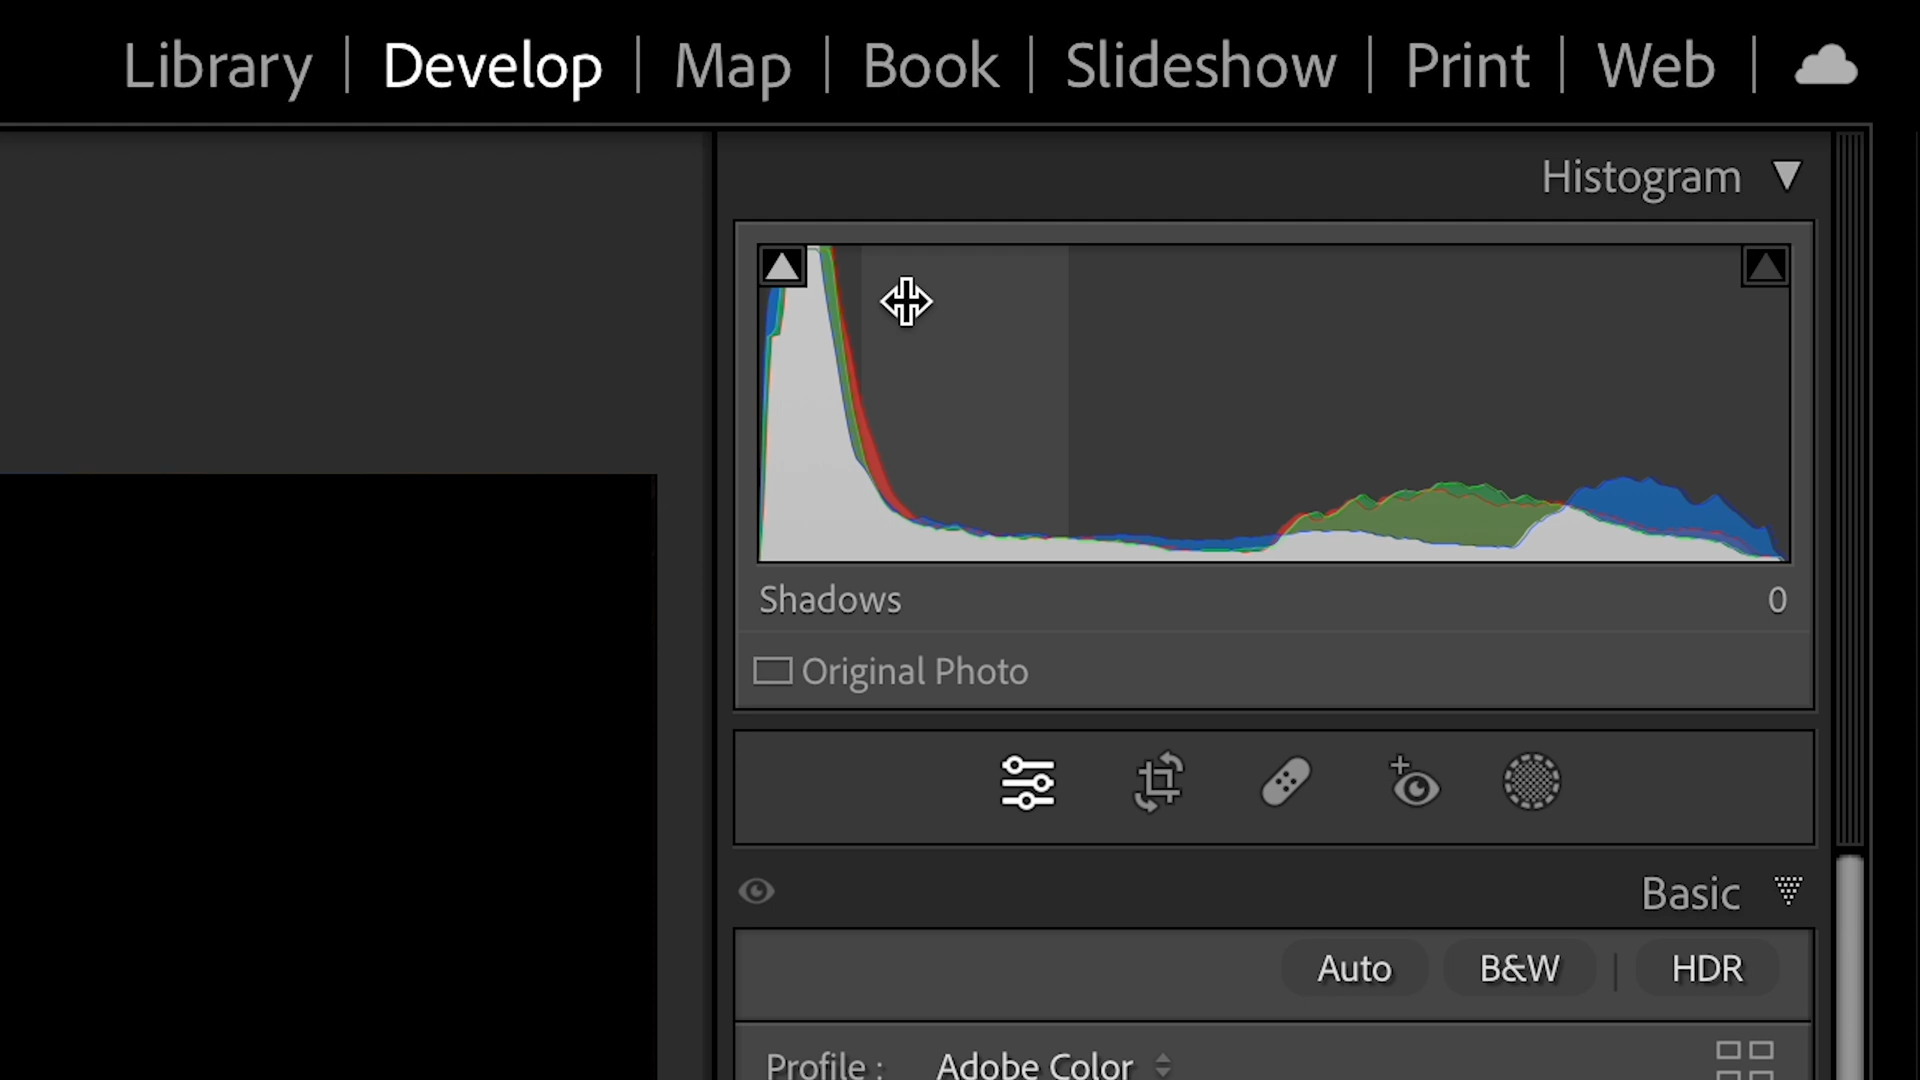 Library | Develop | Map | Book | Slideshow | Print | Web |
Histogram
Shadows 0
Original Photo
Basic
Auto B&W | HDR
Profile : Adobe Color